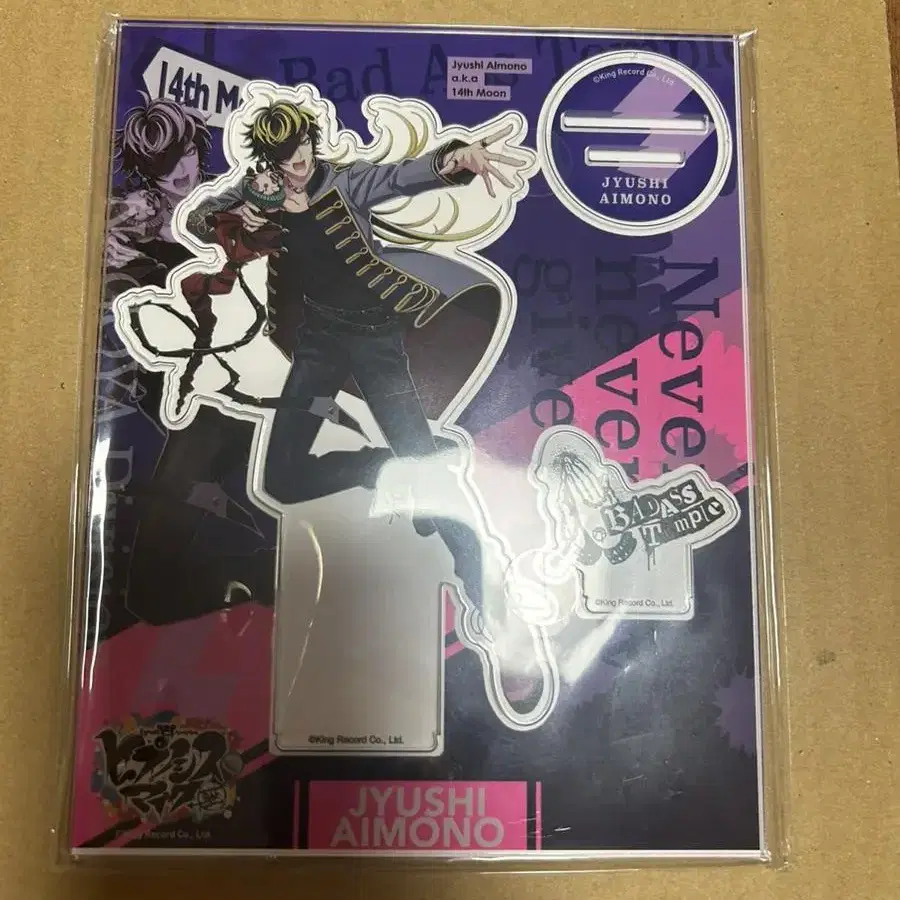 14th M
Bad A s Temple
Jyushi Aimono
a.k.a
14th Moon
©King Record Co., Ltd.
JYUSHI
AIMONO
Never
never
give
BAD ASS
Temple
©King Record Co., Ltd.
©King Record Co., Ltd.
ヒプノシス
マイク
©King Record Co., Ltd.
JYUSHI
AIMONO